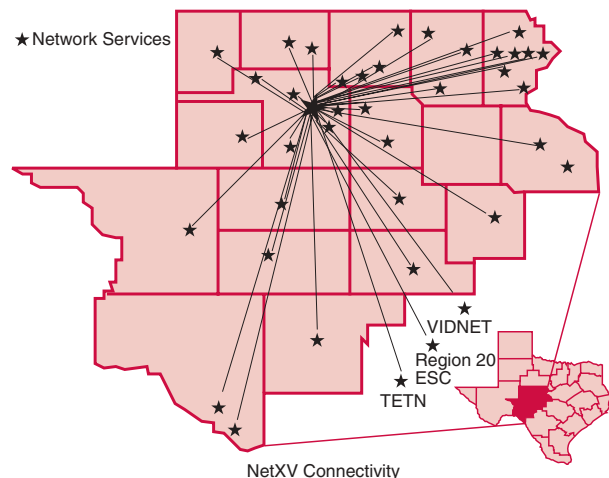 Network Services
VIDNET
Region 20
ESC
TETN
NetXV Connectivity